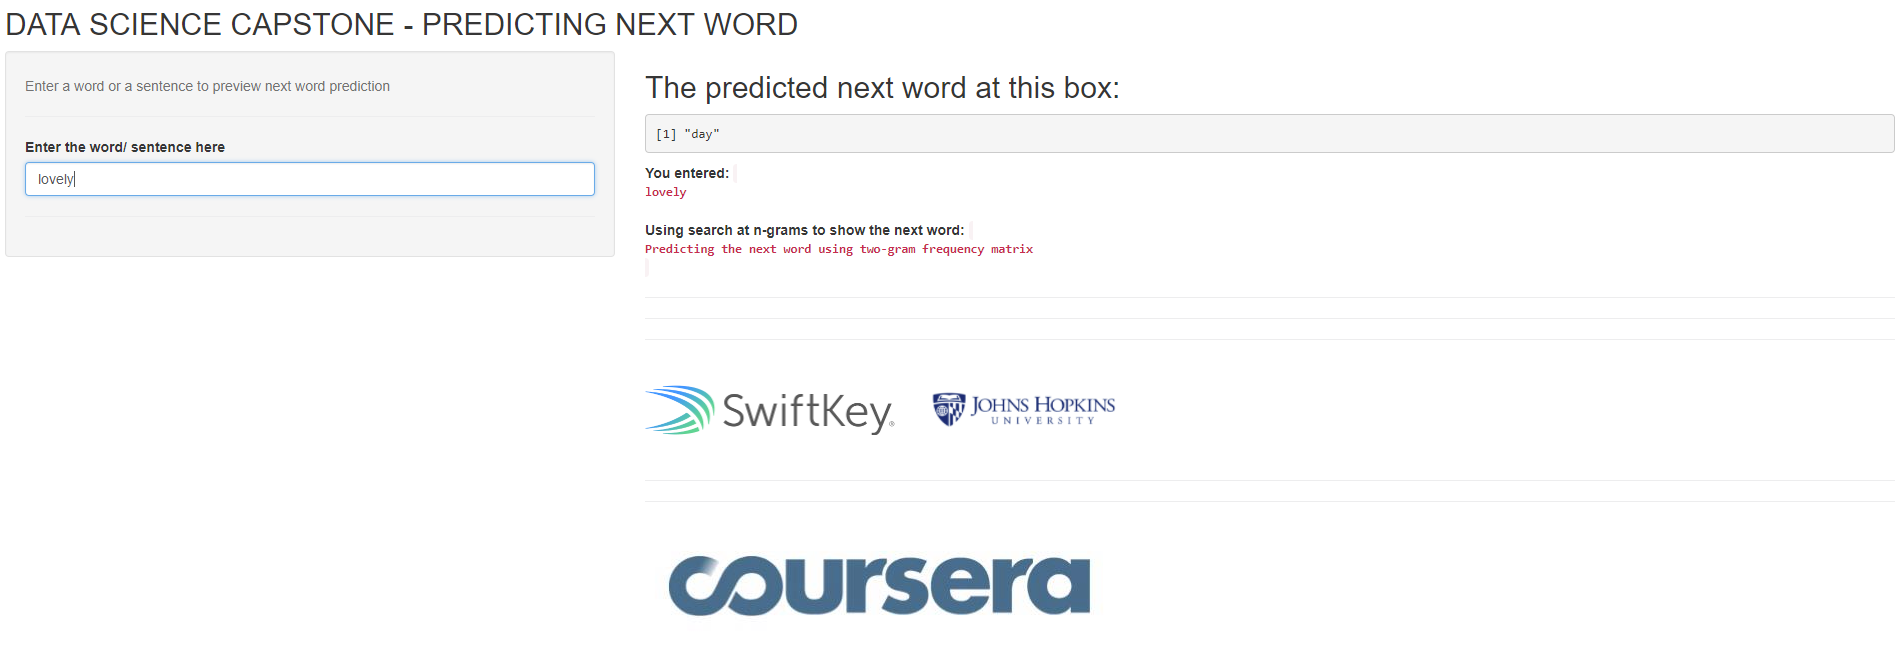 DATA SCIENCE CAPSTONE - PREDICTING NEXT WORD
Enter a word or a sentence to preview next word prediction
Enter the word/ sentence here
lovely
The predicted next word at this box:
[1] "day"
You entered:
lovely
Using search at n-grams to show the next word:
Predicting the next word using two-gram frequency matrix
SwiftKey®
JOHNS HOPKINS
UNIVERSITY
coursera